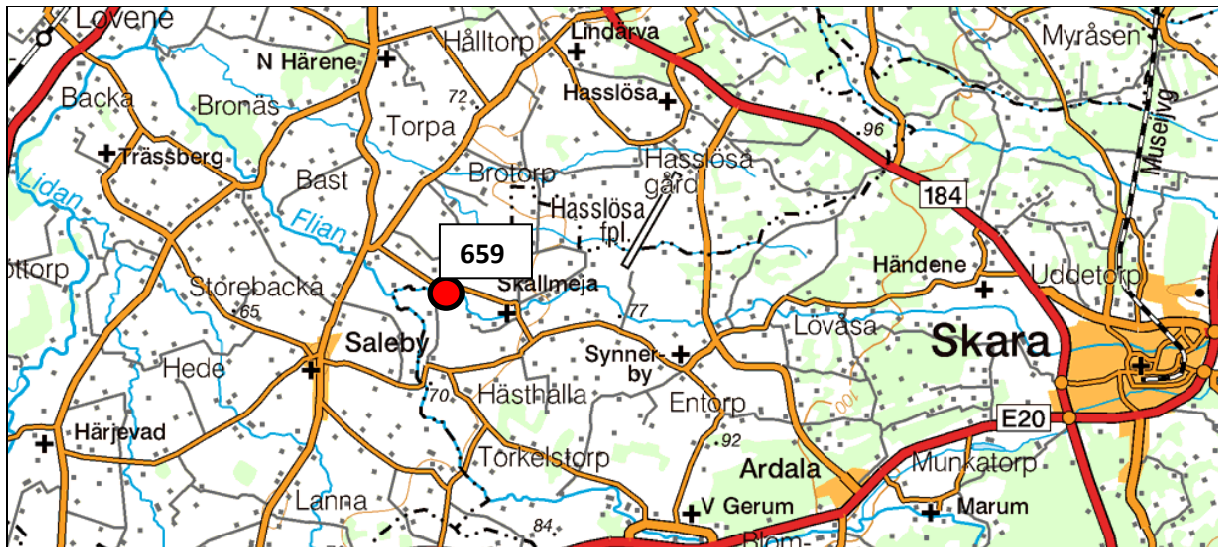 Lovene
Hålltorp
Lindärva
Myråsen
N Härene
Backa
Bronäs
72
Hasslösa
Torpa
96
Museijvg
Trässberg
Bast
Brotorp
Hasslösa
gård
Lidan
Flian
184
Hasslösa
fpl.
659
Händene
Uddetorp
Storebacka
Skallmeja
65
77
Lövåsa
Saleby
Synner-
by
Skara
Hede
70
Hästhalla
Entorp
100
E20
Härjevad
92
Torkelstorp
Ardala
Munkatorp
Lanna
V Gerum
Marum
84
Blom-